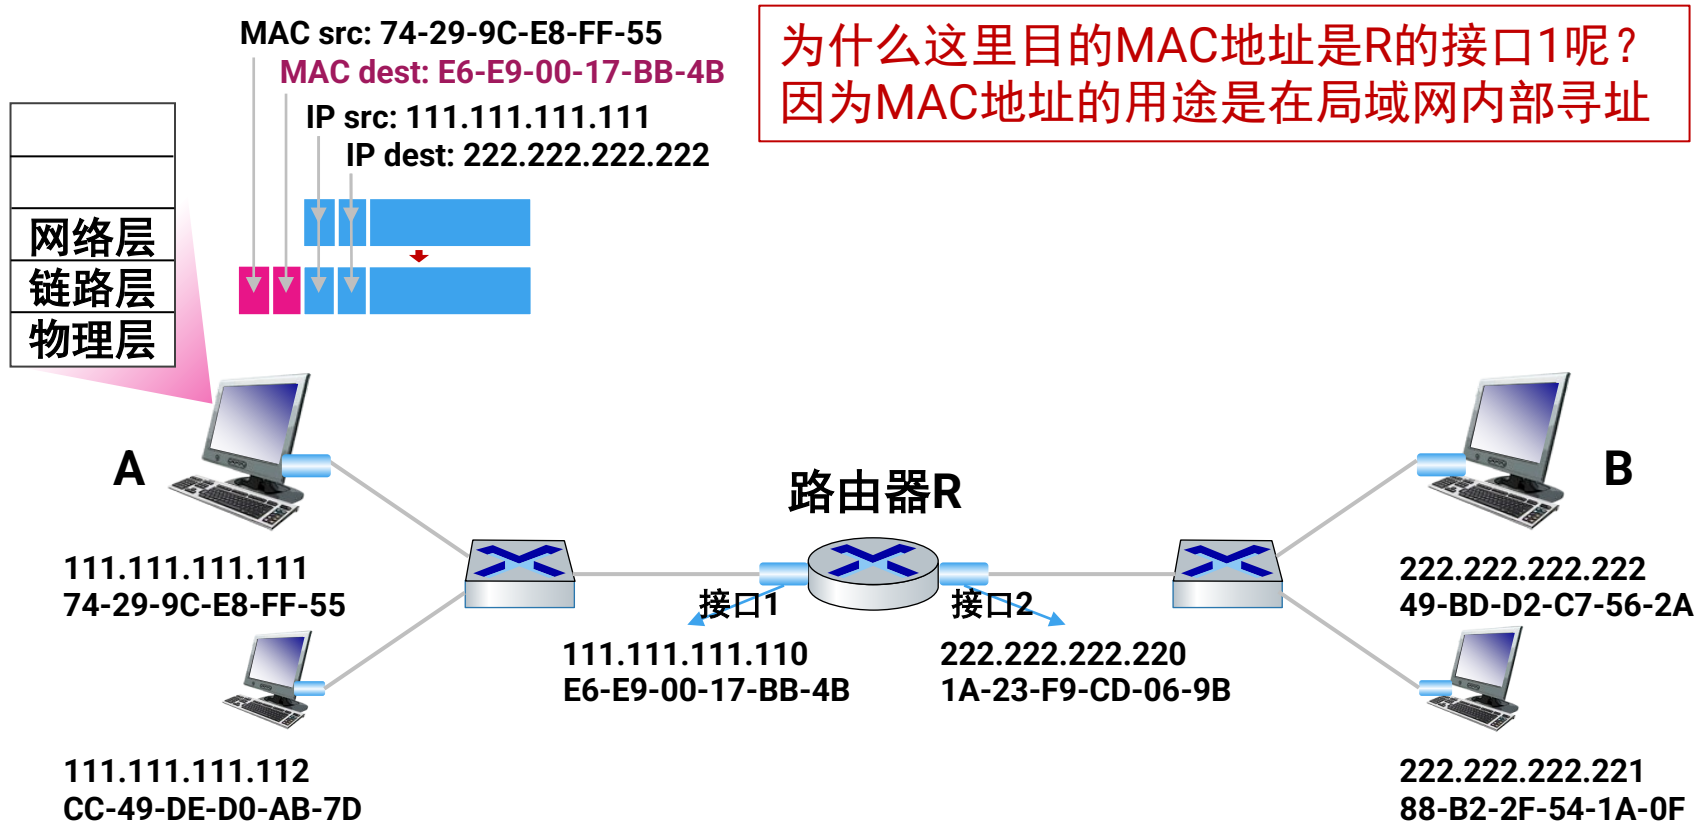 MAC src: 74-29-9C-E8-FF-55
MAC dest: E6-E9-00-17-BB-4B
IP src: 111.111.111.111
IP dest: 222.222.222.222
为什么这里目的MAC地址是R的接口1呢？
因为MAC地址的用途是在局域网内部寻址
网络层
链路层
物理层
A
路由器R
B
111.111.111.111
74-29-9C-E8-FF-55
接口1
接口2
222.222.222.222
49-BD-D2-C7-56-2A
111.111.111.110
E6-E9-00-17-BB-4B
222.222.222.220
1A-23-F9-CD-06-9B
111.111.111.112
CC-49-DE-D0-AB-7D
222.222.222.221
88-B2-2F-54-1A-0F